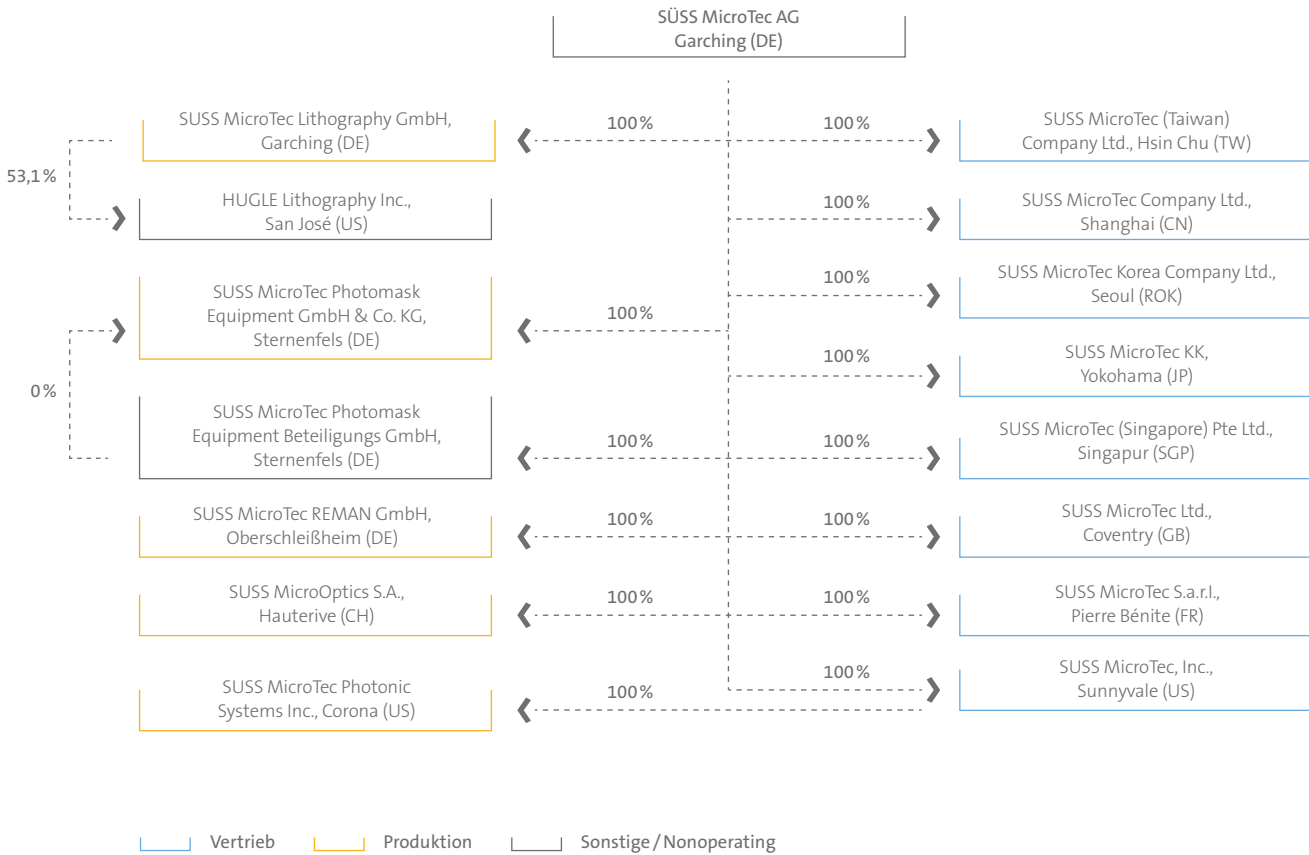 SÜSS MicroTec AG
Garching (DE)
SUSS MicroTec Lithography GmbH,
Garching (DE)
100 %
100 %
SUSS MicroTec (Taiwan)
Company Ltd., Hsin Chu (TW)
53,1 %
HUGLE Lithography Inc.,
San José (US)
100 %
SUSS MicroTec Company Ltd.,
Shanghai (CN)
SUSS MicroTec Photomask
Equipment GmbH & Co. KG,
Sternenfels (DE)
100 %
100 %
SUSS MicroTec Korea Company Ltd.,
Seoul (ROK)
100 %
SUSS MicroTec KK,
Yokohama (JP)
0 %
SUSS MicroTec Photomask
Equipment Beteiligungs GmbH,
Sternenfels (DE)
100 %
100 %
SUSS MicroTec (Singapore) Pte Ltd.,
Singapur (SGP)
SUSS MicroTec REMAN GmbH,
Oberschleißheim (DE)
100 %
100 %
SUSS MicroTec Ltd.,
Coventry (GB)
SUSS MicroOptics S.A.,
Hauterive (CH)
100 %
100 %
SUSS MicroTec S.a.r.l.,
Pierre Bénite (FR)
SUSS MicroTec Photonic
Systems Inc., Corona (US)
100 %
100 %
SUSS MicroTec, Inc.,
Sunnyvale (US)
Vertrieb
Produktion
Sonstige / Nonoperating